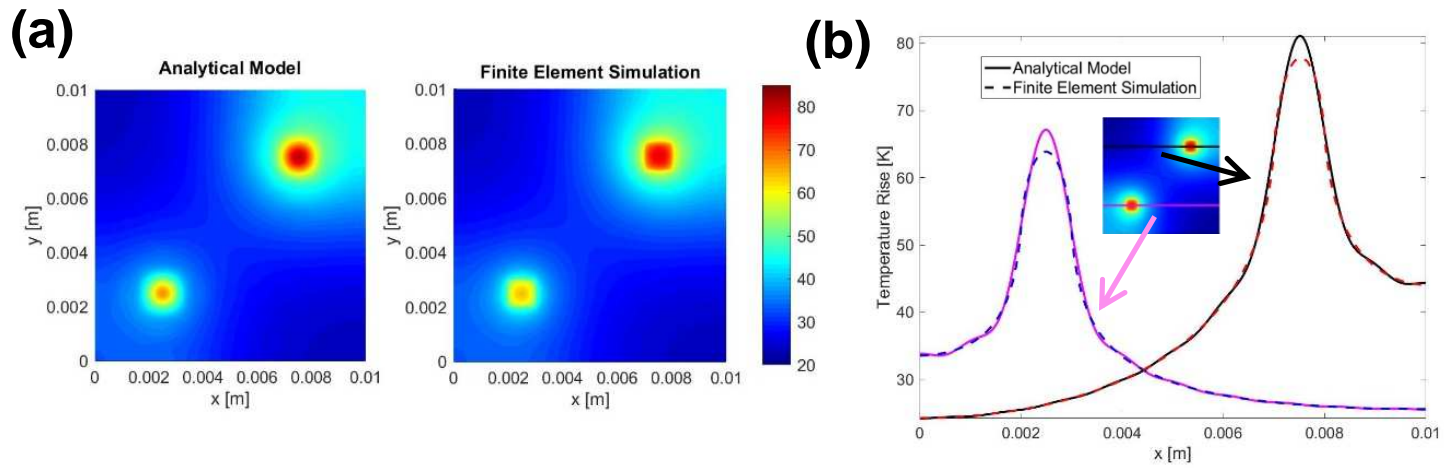 (a)
Analytical Model
0.01
0.008
0.006
0.004
0.002
0
y [m]
0 0.002 0.004 0.006 0.008 0.01
x [m]
Finite Element Simulation
0.01
0.008
0.006
0.004
0.002
0
y [m]
0 0.002 0.004 0.006 0.008 0.01
x [m]
80
70
60
50
40
30
20
(b)
80
70
60
50
40
30
Temperature Rise [K]
Analytical Model
Finite Element Simulation
0 0.002 0.004 0.006 0.008 0.01
x [m]